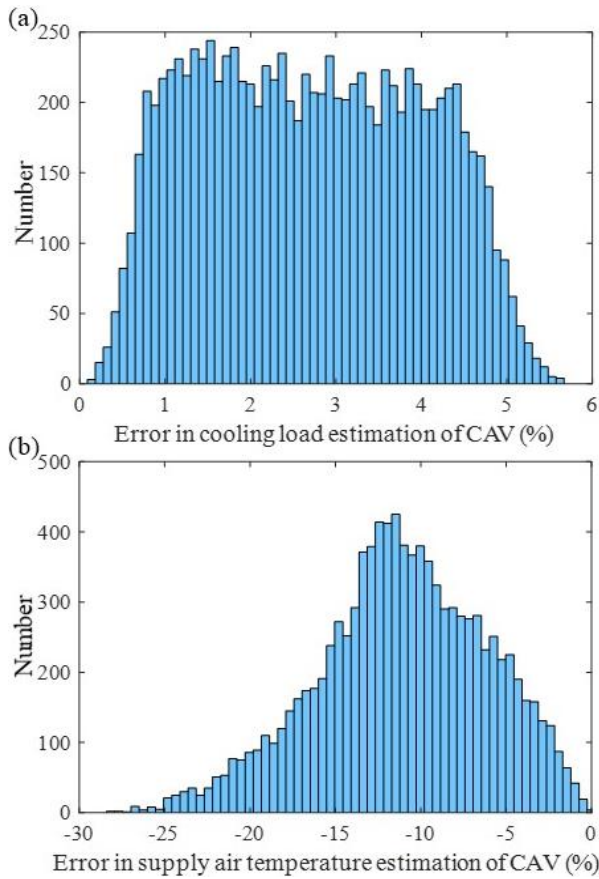 (a)
250
200
150
100
50
0
Number
0 1 2 3 4 5 6
Error in cooling load estimation of CAV (%)
(b)
500
400
300
200
100
0
Number
-30 -25 -20 -15 -10 -5 0
Error in supply air temperature estimation of CAV (%)